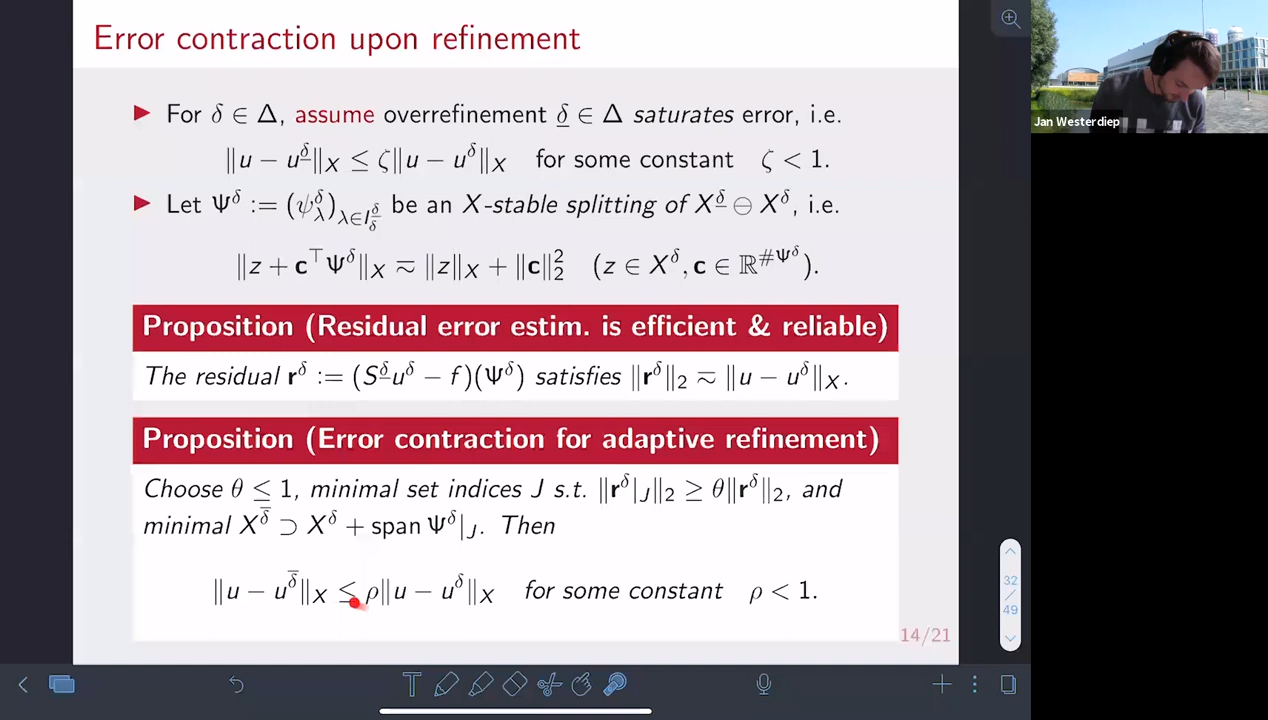 Error contraction upon refinement
► For δ ∈ Δ, assume overrefinement δ̲ ∈ Δ saturates error, i.e.
‖u − u^δ̲‖_X ≤ ζ‖u − u^δ‖_X for some constant ζ < 1.
► Let Ψ^δ := (ψ_λ^δ)_{λ∈I_δ^δ̲} be an X-stable splitting of X^δ̲ ⊖ X^δ, i.e.
‖z + c^⊤Ψ^δ‖_X ≂ ‖z‖_X + ‖c‖_2^2 (z ∈ X^δ, c ∈ ℝ^{#Ψ^δ}).
Proposition (Residual error estim. is efficient & reliable)
The residual r^δ := (S^δ̲ u^δ − f)(Ψ^δ) satisfies ‖r^δ‖_2 ≂ ‖u − u^δ‖_X.
Proposition (Error contraction for adaptive refinement)
Choose θ ≤ 1, minimal set indices J s.t. ‖r^δ|_J‖_2 ≥ θ‖r^δ‖_2, and
minimal X^δ̅ ⊃ X^δ + span Ψ^δ|_J. Then
‖u − u^δ̅‖_X ≤ ρ‖u − u^δ‖_X for some constant ρ < 1.
14/21
Jan Westerdiep
32
/
49
T